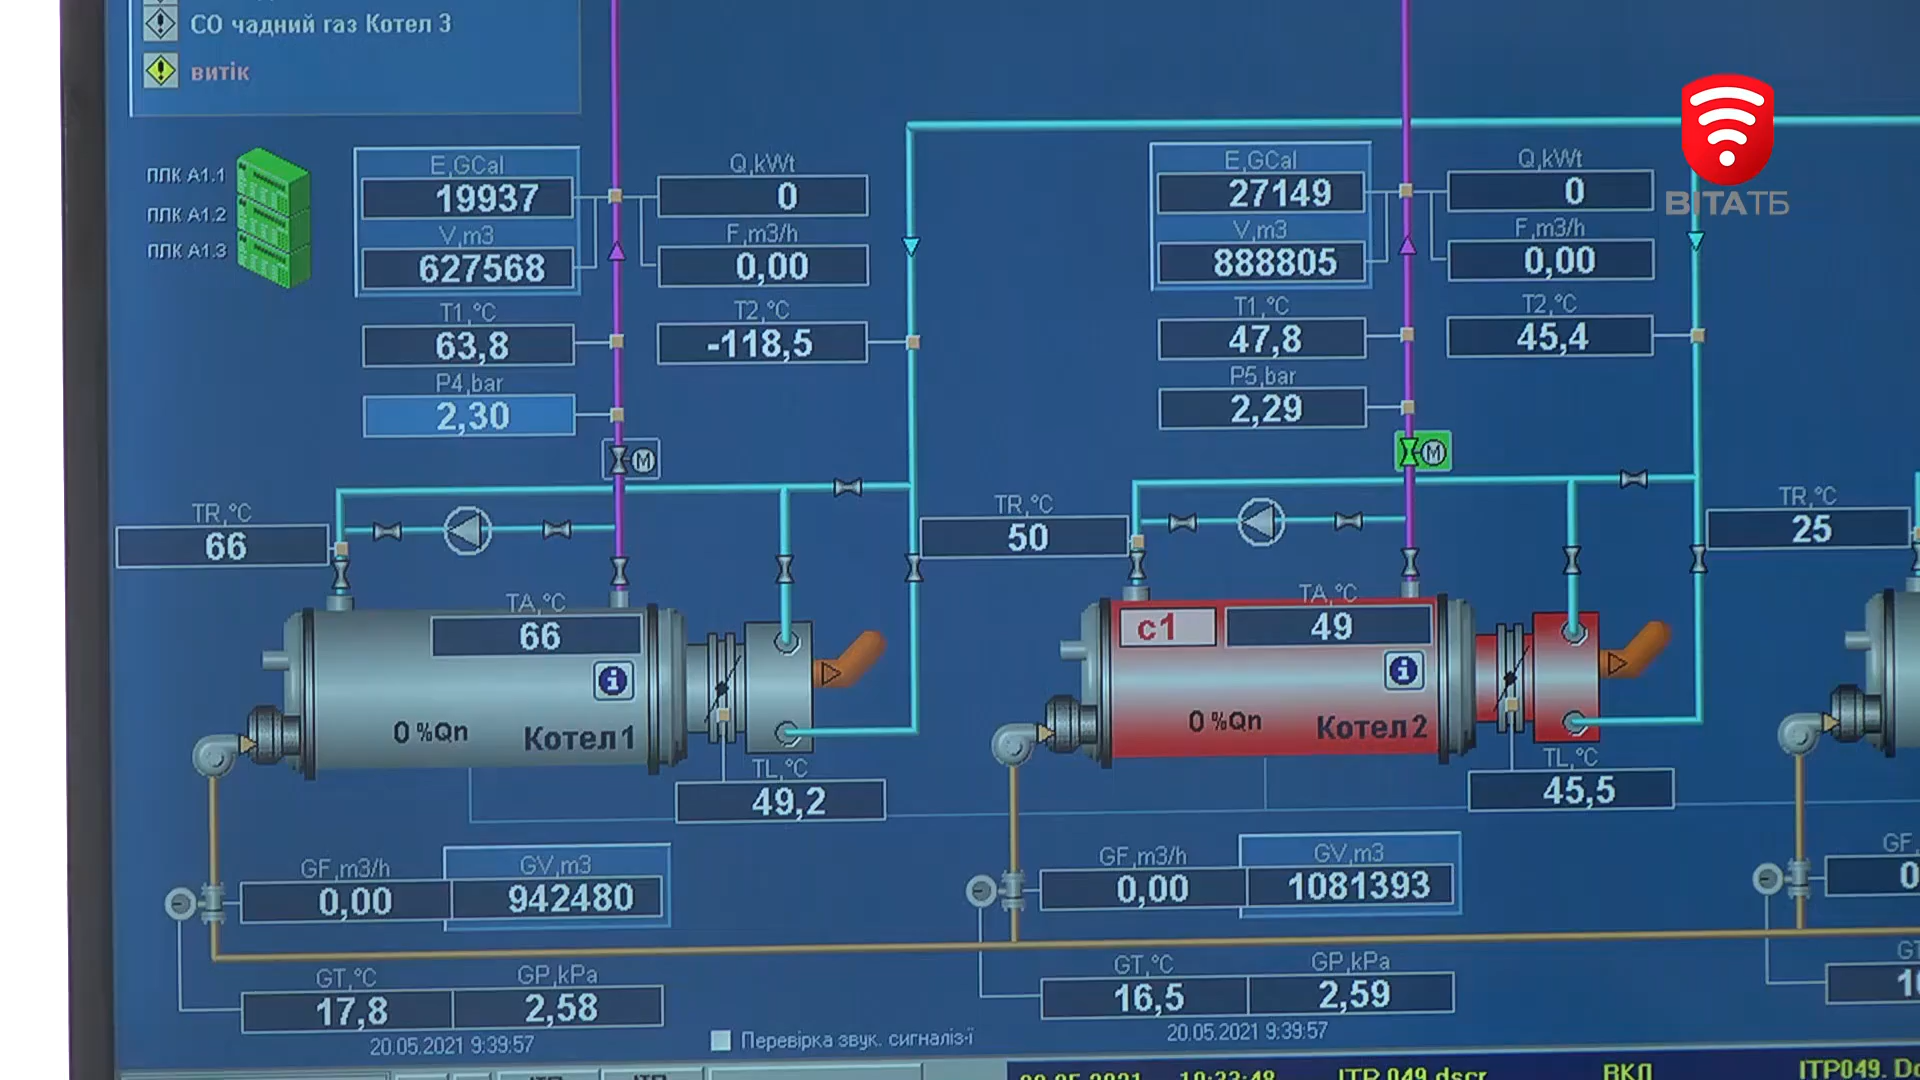 СО чадний газ Котел 3
витік
ВІТАТБ
ПЛК А1.1
ПЛК А1.2
ПЛК А1.3
E,GCal
19937
V,m3
627568
T1,°C
63,8
P4,bar
2,30
Q,kWt
0
F,m3/h
0,00
T2,°C
-118,5
E,GCal
27149
V,m3
888805
T1,°C
47,8
P5,bar
2,29
Q,kWt
0
F,m3/h
0,00
T2,°C
45,4
M
M
TR,°C
66
TR,°C
50
TR,°C
25
TA,°C
66
0 %Qn
Котел 1
TA,°C
c1
49
0 %Qn
Котел 2
TL,°C
49,2
TL,°C
45,5
GF,m3/h
0,00
GV,m3
942480
GF,m3/h
0,00
GV,m3
1081393
GF,
0
GT,°C
17,8
GP,kPa
2,58
20.05.2021 9:39:57
Перевірка звук. сигналіз-ї
GT,°C
16,5
GP,kPa
2,59
20.05.2021 9:39:57
ВКЛ